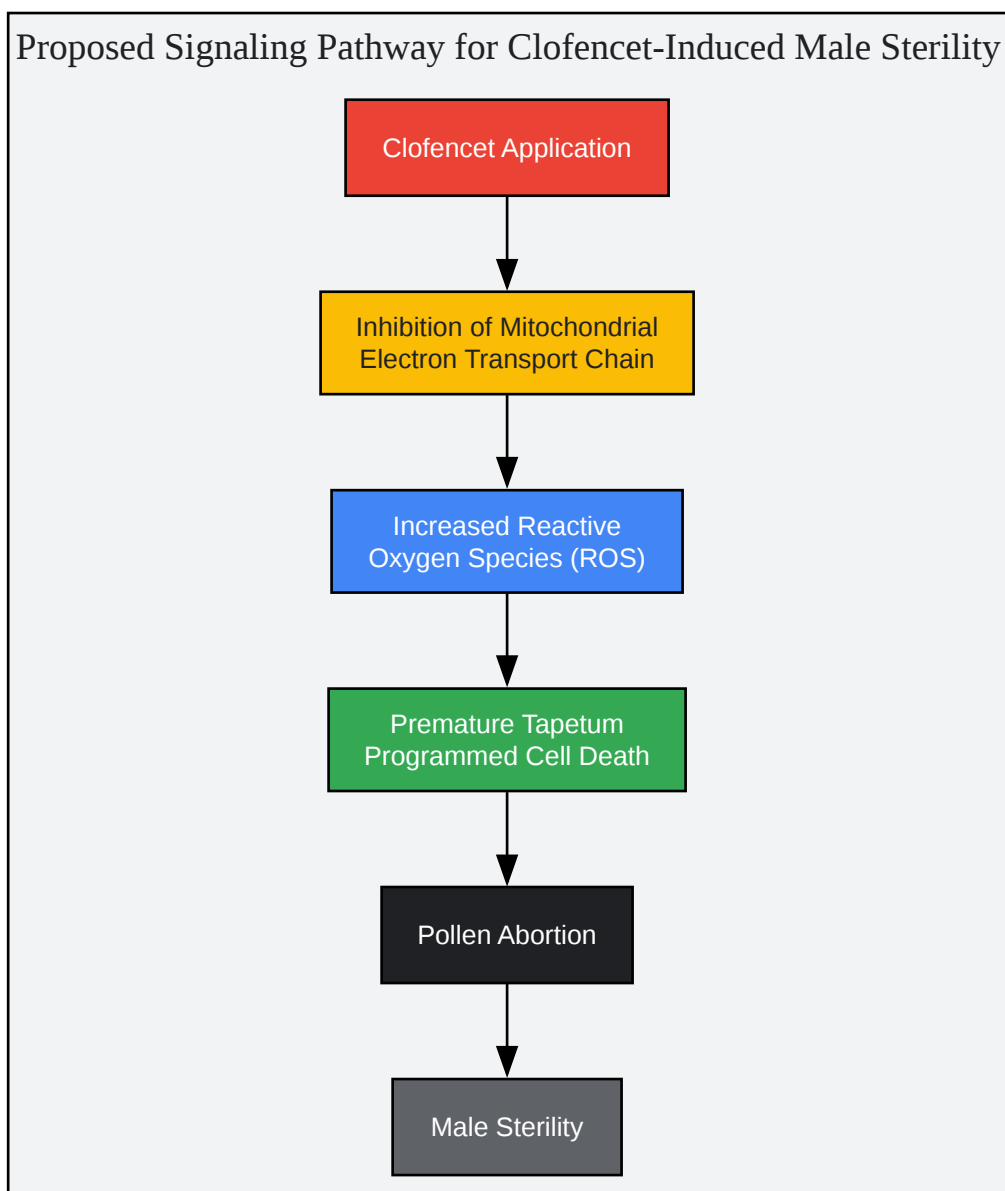 Proposed Signaling Pathway for Clofencet-Induced Male Sterility
Clofencet Application
Inhibition of Mitochondrial
Electron Transport Chain
Increased Reactive
Oxygen Species (ROS)
Premature Tapetum
Programmed Cell Death
Pollen Abortion
Male Sterility